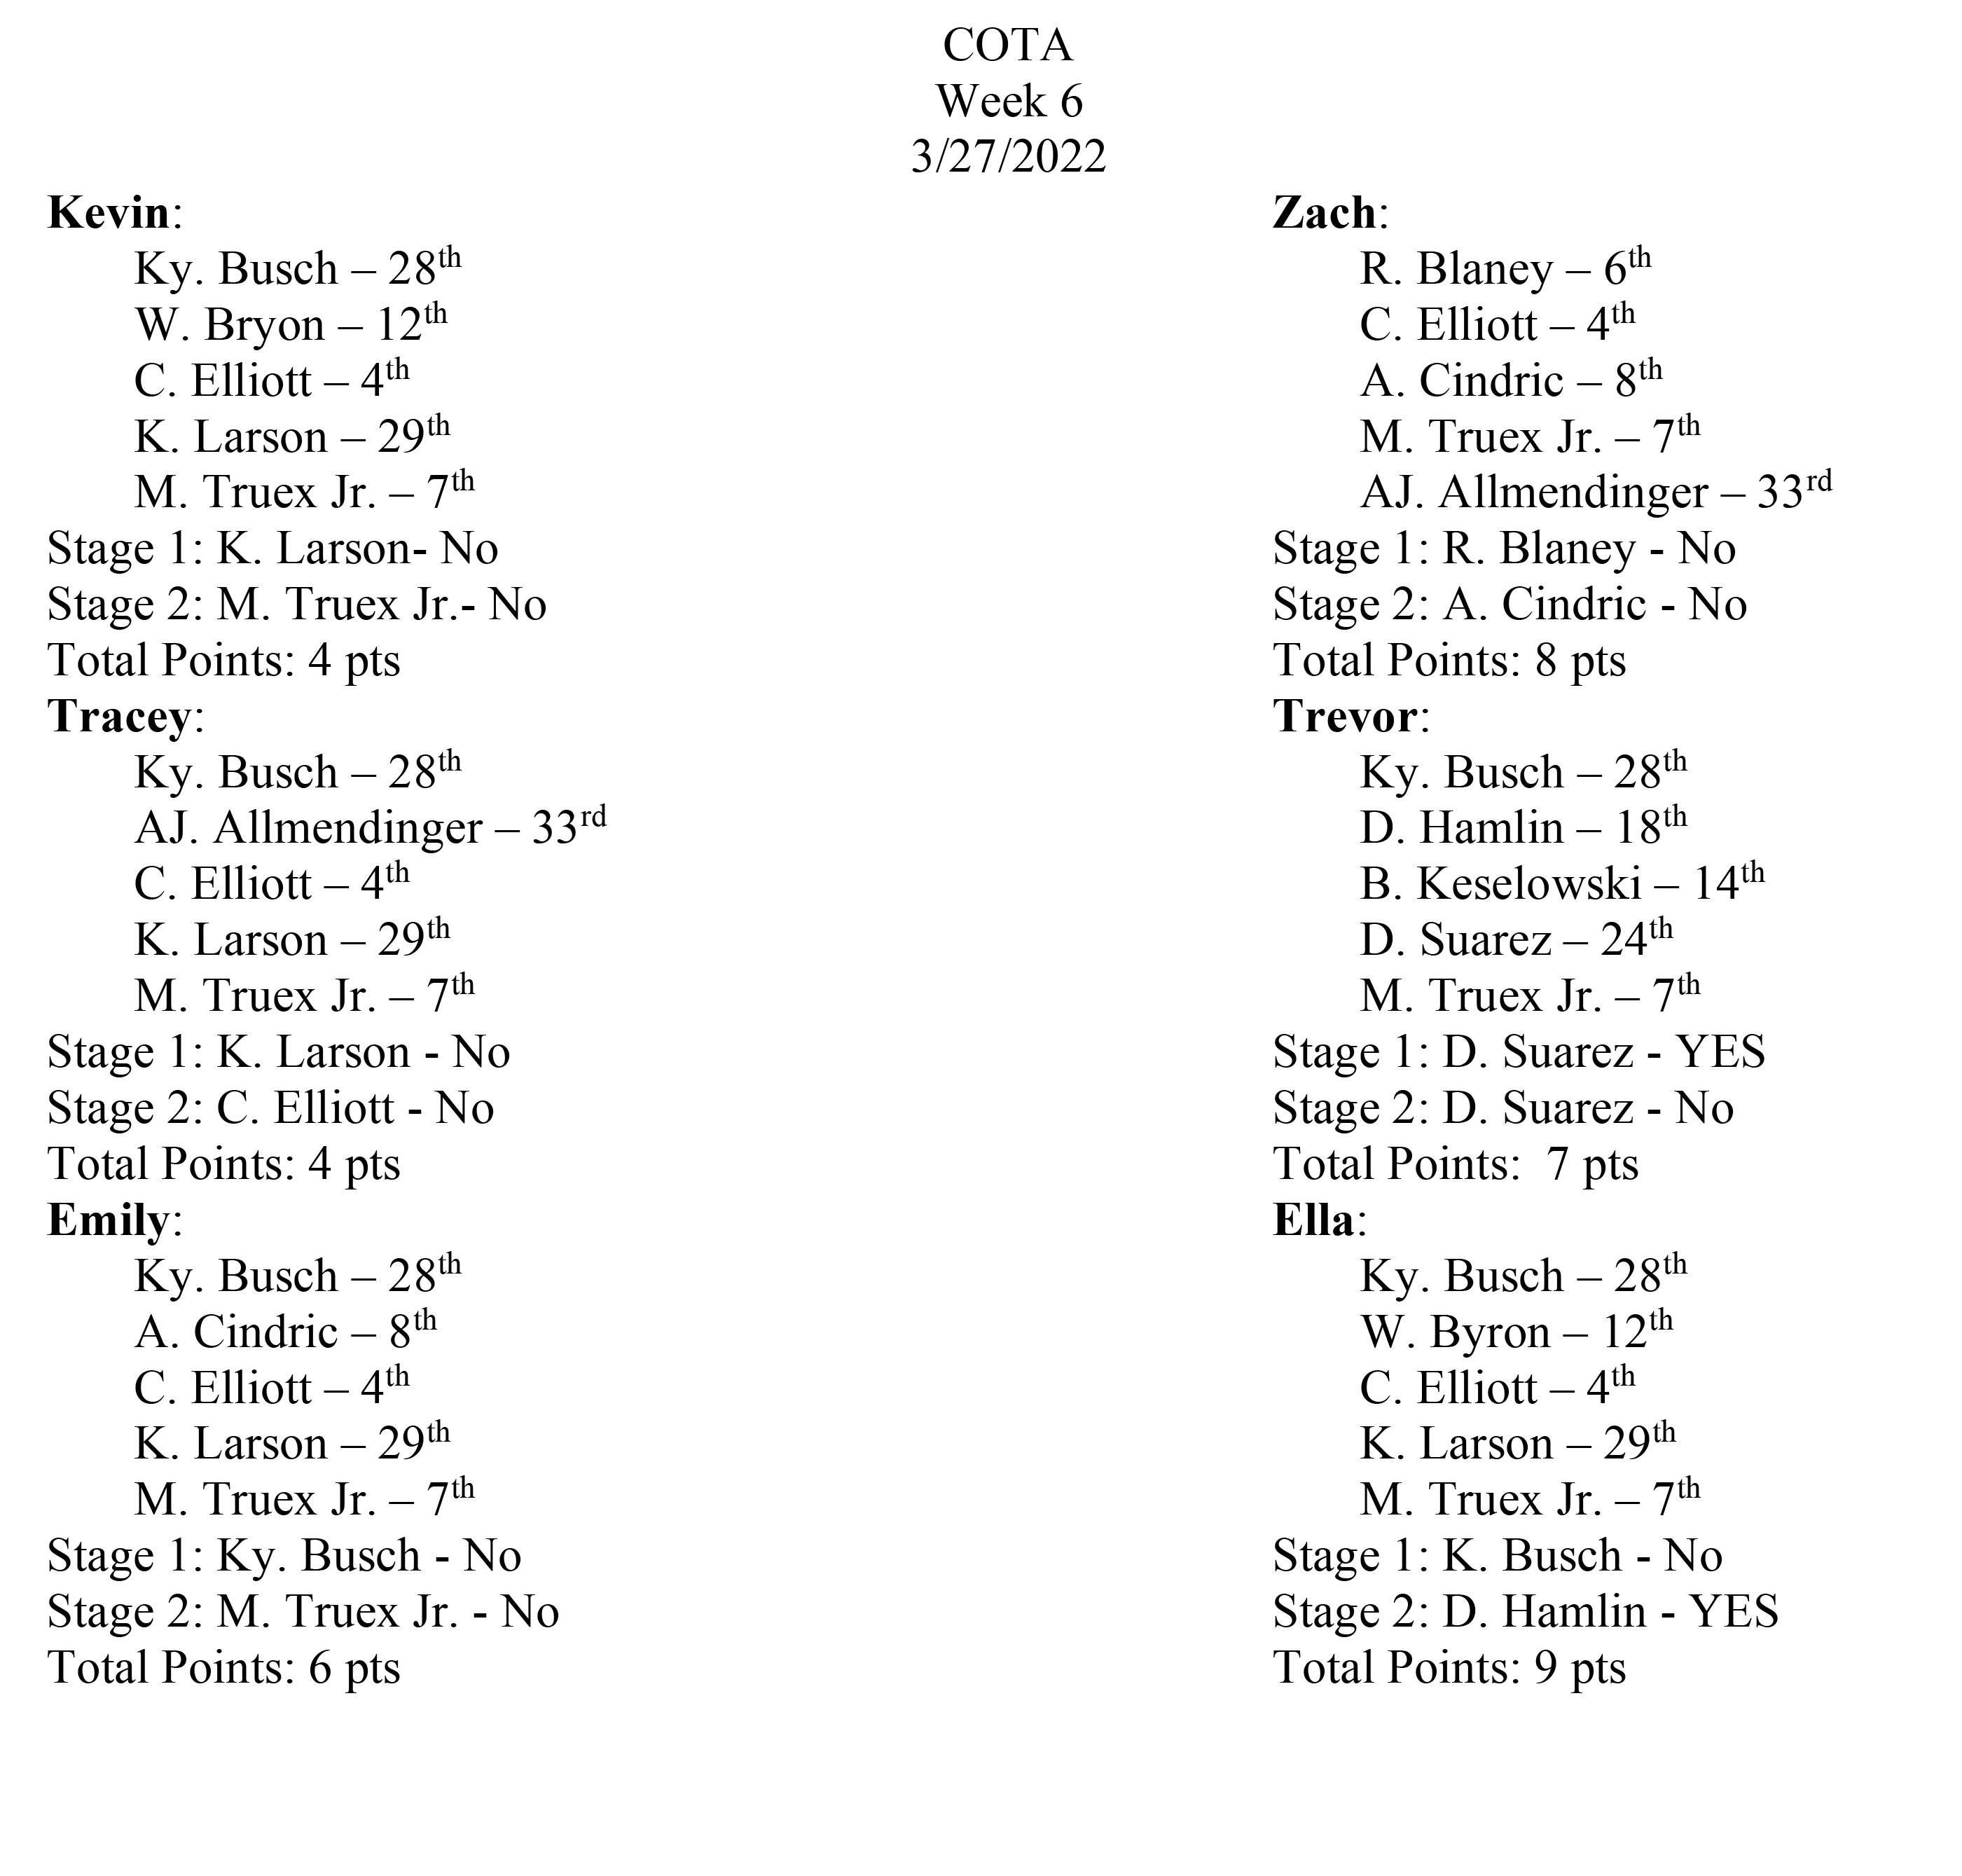 COTA
Week 6
3/27/2022
Kevin:
Ky. Busch – 28th
W. Bryon – 12th
C. Elliott – 4th
K. Larson – 29th
M. Truex Jr. – 7th
Stage 1: K. Larson- No
Stage 2: M. Truex Jr.- No
Total Points: 4 pts
Tracey:
Ky. Busch – 28th
AJ. Allmendinger – 33rd
C. Elliott – 4th
K. Larson – 29th
M. Truex Jr. – 7th
Stage 1: K. Larson - No
Stage 2: C. Elliott - No
Total Points: 4 pts
Emily:
Ky. Busch – 28th
A. Cindric – 8th
C. Elliott – 4th
K. Larson – 29th
M. Truex Jr. – 7th
Stage 1: Ky. Busch - No
Stage 2: M. Truex Jr. - No
Total Points: 6 pts
Zach:
R. Blaney – 6th
C. Elliott – 4th
A. Cindric – 8th
M. Truex Jr. – 7th
AJ. Allmendinger – 33rd
Stage 1: R. Blaney - No
Stage 2: A. Cindric - No
Total Points: 8 pts
Trevor:
Ky. Busch – 28th
D. Hamlin – 18th
B. Keselowski – 14th
D. Suarez – 24th
M. Truex Jr. – 7th
Stage 1: D. Suarez - YES
Stage 2: D. Suarez - No
Total Points:  7 pts
Ella:
Ky. Busch – 28th
W. Byron – 12th
C. Elliott – 4th
K. Larson – 29th
M. Truex Jr. – 7th
Stage 1: K. Busch - No
Stage 2: D. Hamlin - YES
Total Points: 9 pts